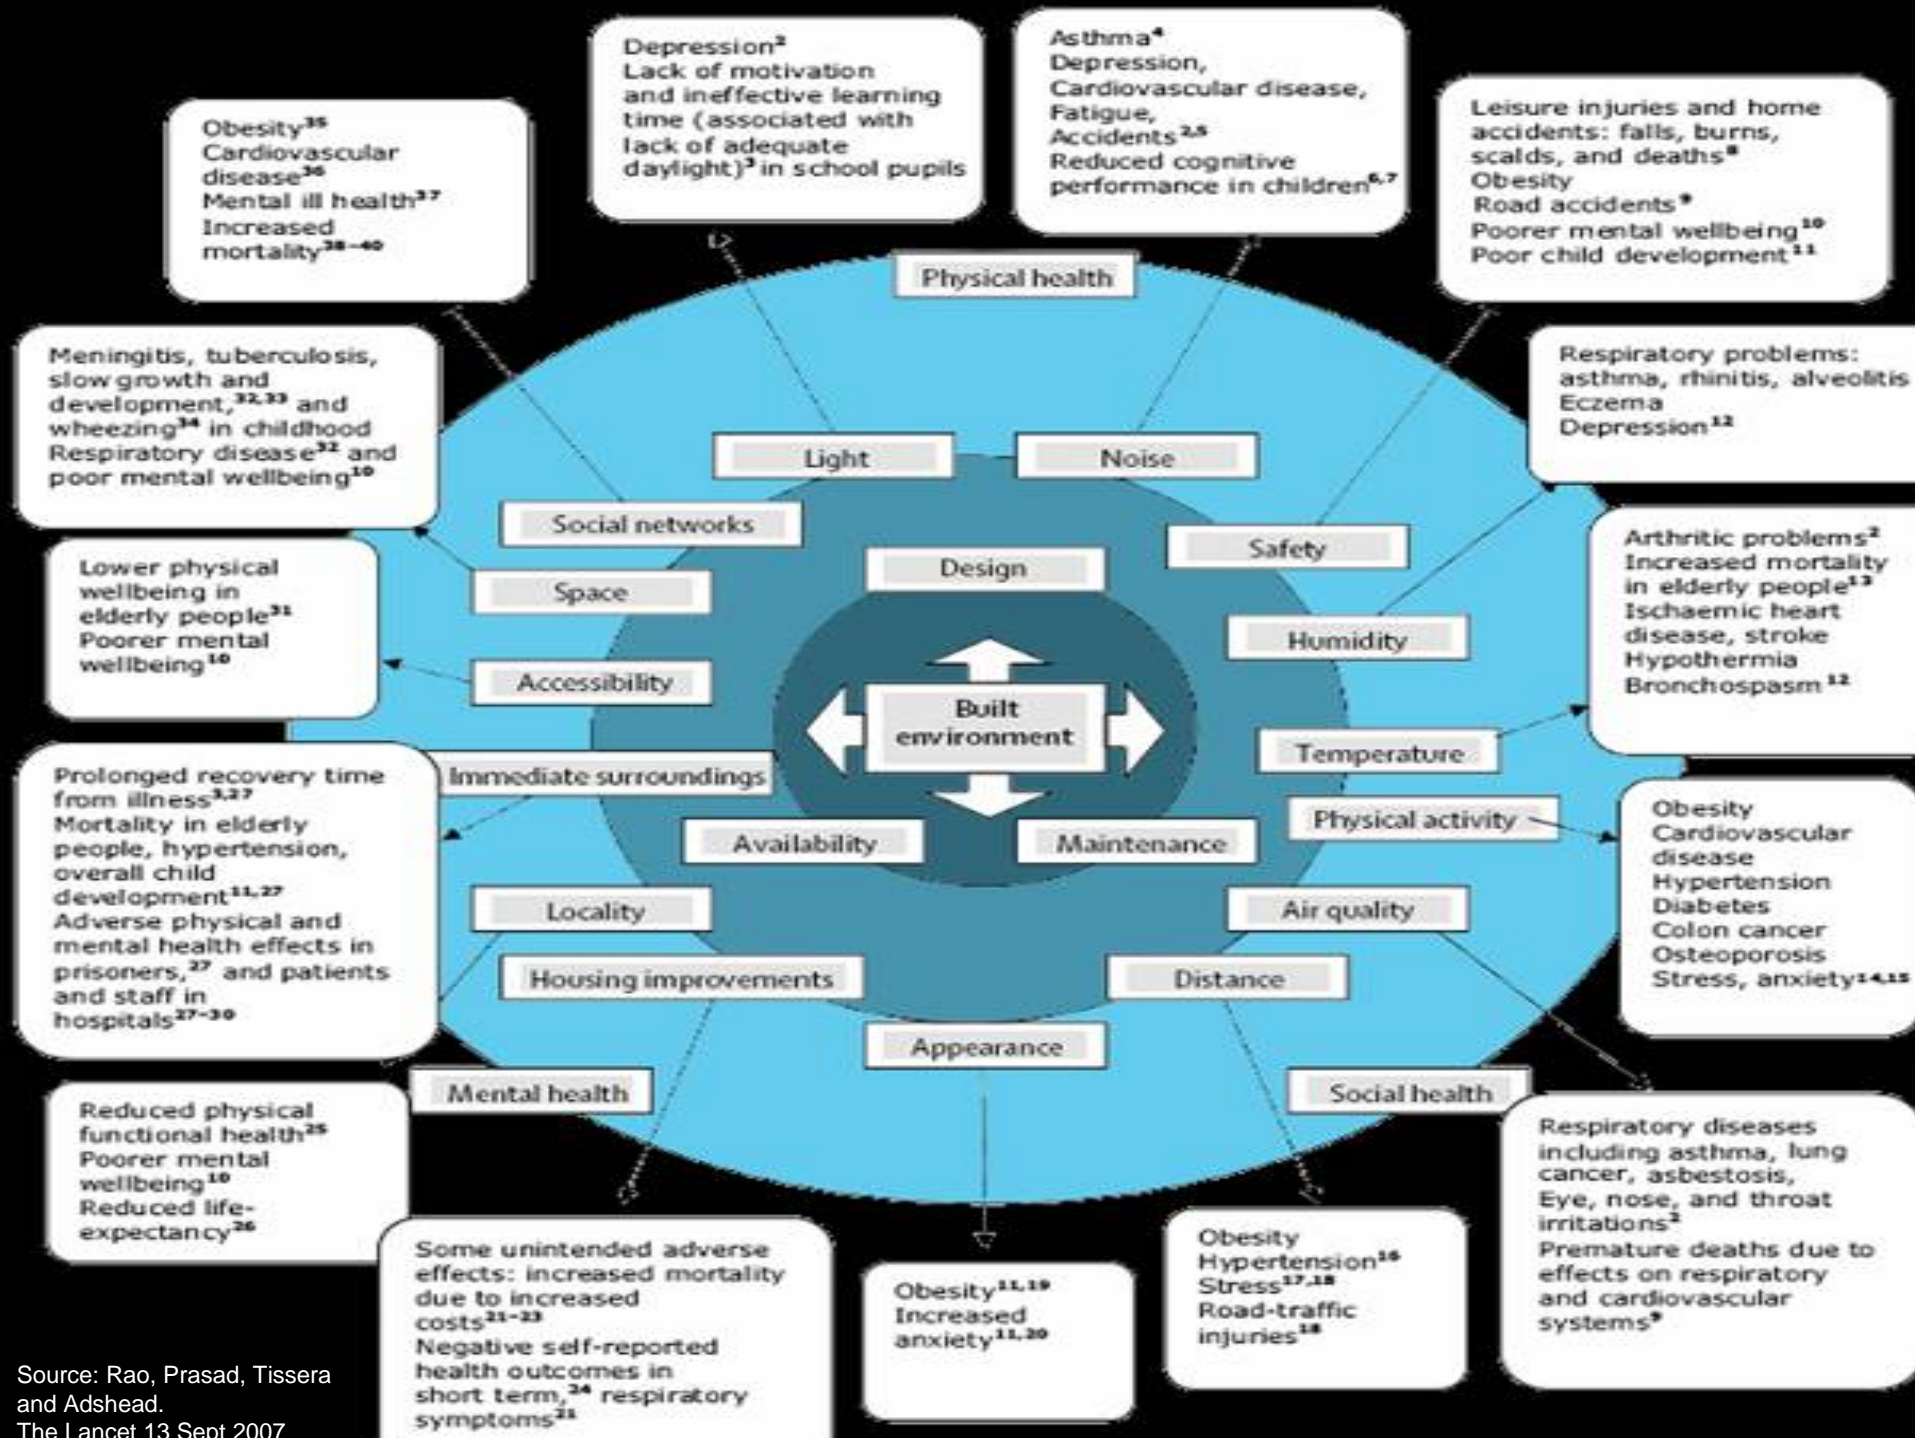 Depression²
Lack of motivation
and ineffective learning
time (associated with
lack of adequate
daylight)³ in school pupils
Asthma⁴
Depression,
Cardiovascular disease,
Fatigue,
Accidents²,⁵
Reduced cognitive
performance in children⁶,⁷
Obesity³⁵
Cardiovascular
disease³⁶
Mental ill health³⁷
Increased
mortality³⁸⁻⁴⁰
Leisure injuries and home
accidents: falls, burns,
scalds, and deaths⁸
Obesity
Road accidents⁹
Poorer mental wellbeing¹⁰
Poor child development¹¹
Physical health
Meningitis, tuberculosis,
slow growth and
development,³²,³³ and
wheezing³⁴ in childhood
Respiratory disease³² and
poor mental wellbeing¹⁰
Respiratory problems:
asthma, rhinitis, alveolitis
Eczema
Depression¹²
Light
Noise
Social networks
Safety
Design
Space
Humidity
Lower physical
wellbeing in
elderly people³¹
Poorer mental
wellbeing¹⁰
Arthritic problems²
Increased mortality
in elderly people¹³
Ischaemic heart
disease, stroke
Hypothermia
Bronchospasm¹²
Accessibility
Built
environment
Temperature
Immediate surroundings
Physical activity
Availability
Maintenance
Prolonged recovery time
from illness³,²⁷
Mortality in elderly
people, hypertension,
overall child
development¹¹,²⁷
Adverse physical and
mental health effects in
prisoners,²⁷ and patients
and staff in
hospitals²⁷⁻³⁰
Obesity
Cardiovascular
disease
Hypertension
Diabetes
Colon cancer
Osteoporosis
Stress, anxiety¹⁴,¹⁵
Locality
Air quality
Housing improvements
Distance
Appearance
Mental health
Social health
Reduced physical
functional health²⁵
Poorer mental
wellbeing¹⁰
Reduced life-
expectancy²⁶
Some unintended adverse
effects: increased mortality
due to increased
costs²¹⁻²³
Negative self-reported
health outcomes in
short term,²⁴ respiratory
symptoms²¹
Obesity¹¹,¹⁹
Increased
anxiety¹¹,²⁰
Obesity
Hypertension¹⁶
Stress¹⁷,¹⁸
Road-traffic
injuries¹⁸
Respiratory diseases
including asthma, lung
cancer, asbestosis,
Eye, nose, and throat
irritations²
Premature deaths due to
effects on respiratory
and cardiovascular
systems⁹
Source: Rao, Prasad, Tissera
and Adshead.
The Lancet 13 Sept 2007